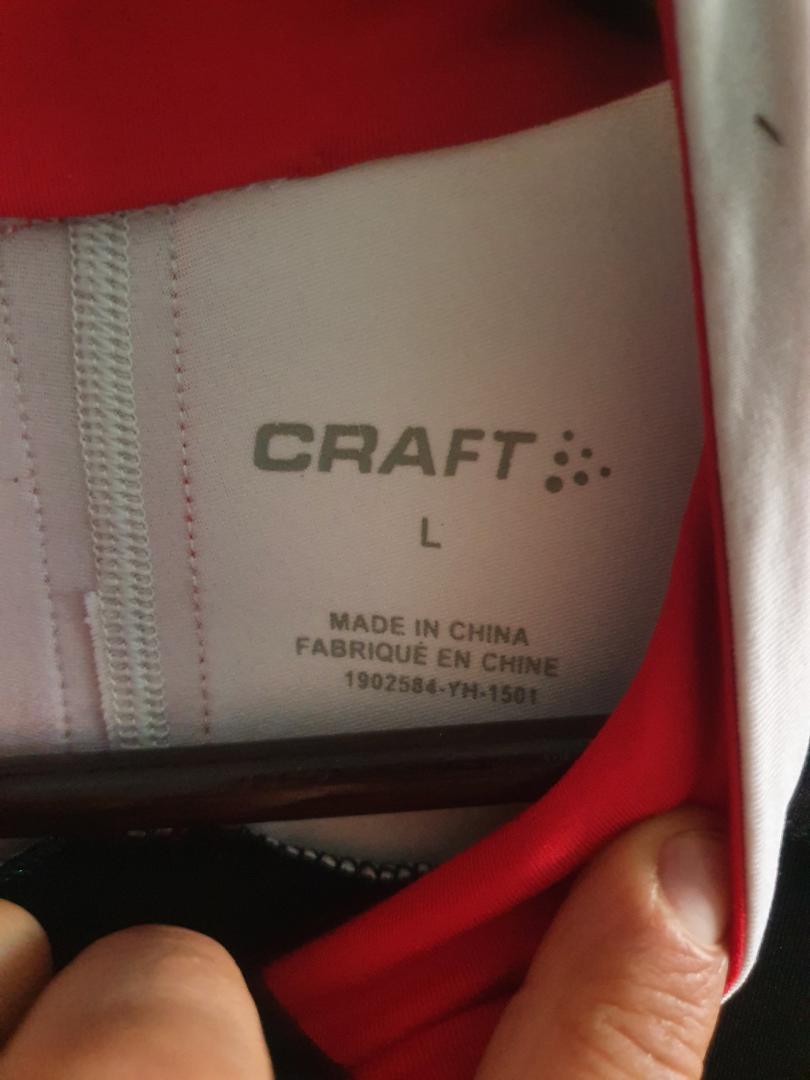 CRAFT
L
MADE IN CHINA
FABRIQUÉ EN CHINE
1902584-YH-1501